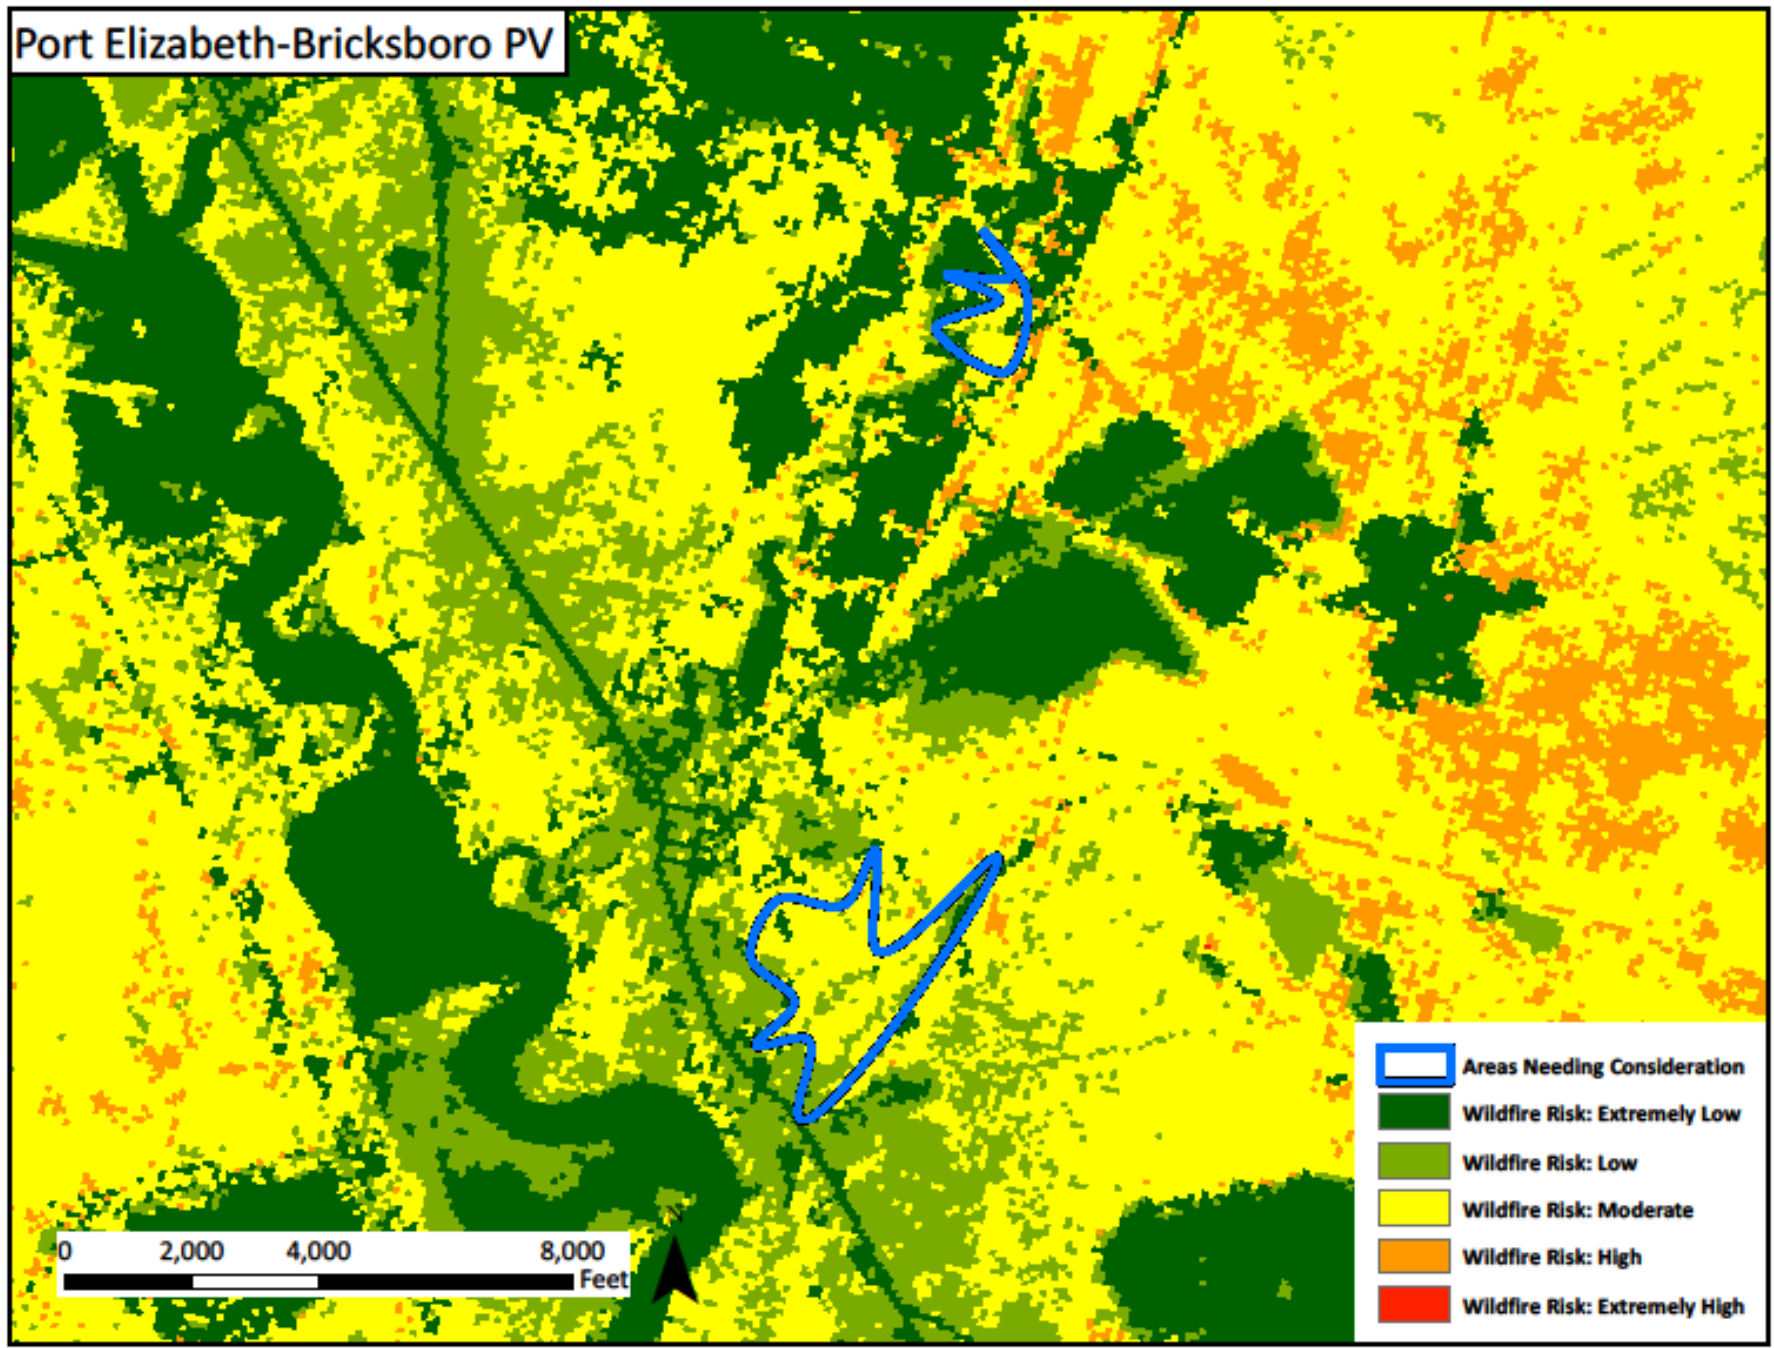 Port Elizabeth-Bricksboro PV
Areas Needing Consideration
Wildfire Risk: Extremely Low
Wildfire Risk: Low
Wildfire Risk: Moderate
Wildfire Risk: High
Wildfire Risk: Extremely High
N
0 2,000 4,000 8,000
Feet